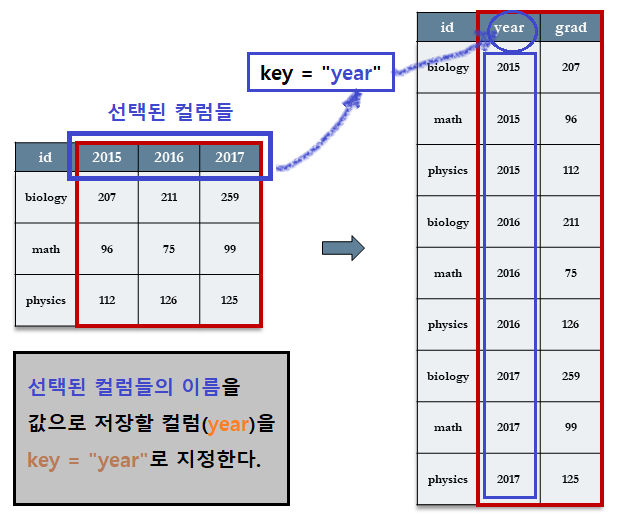 선택된 컬럼들
id 2015 2016 2017
biology 207 211 259
math 96 75 99
physics 112 126 125
선택된 컬럼들의 이름을
값으로 저장할 컬럼(year)을
key = "year"로 지정한다.
key = "year"
id year grad
biology 2015 207
math 2015 96
physics 2015 112
biology 2016 211
math 2016 75
physics 2016 126
biology 2017 259
math 2017 99
physics 2017 125